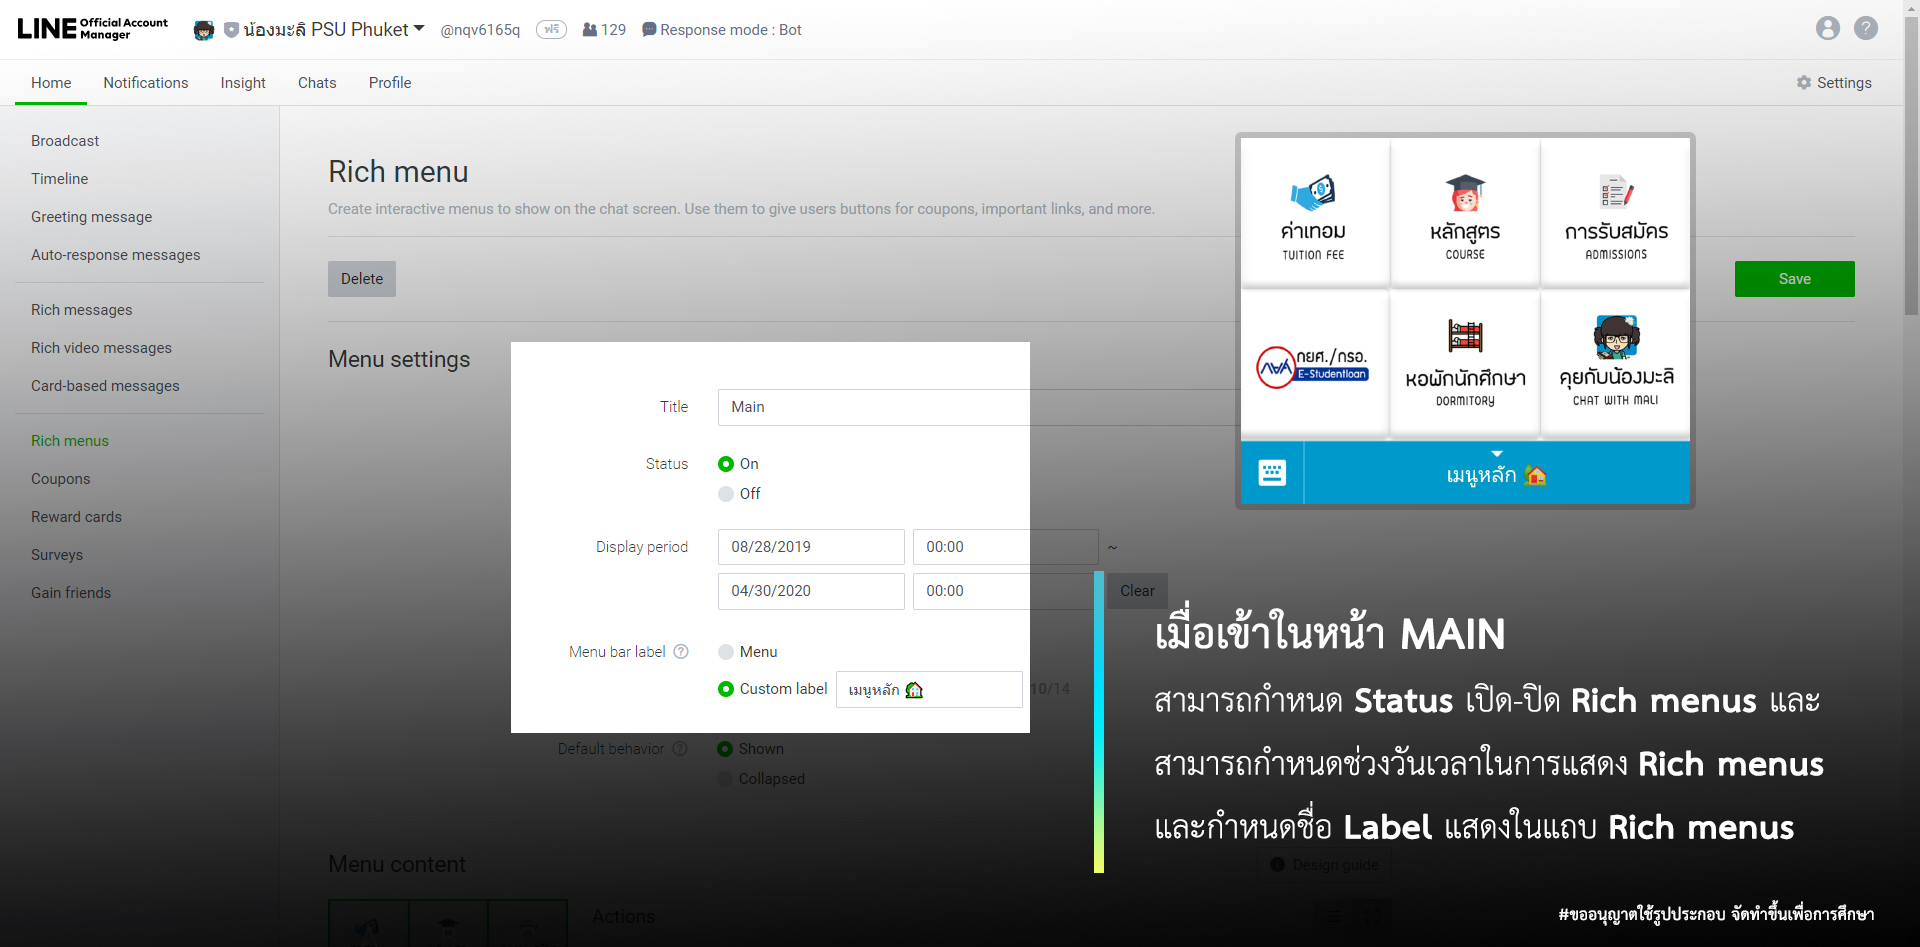 LINE Official Account Manager
น้องมะลิ PSU Phuket
@nqv6165q
ฟรี
129
Response mode : Bot
Home
Notifications
Insight
Chats
Profile
Settings
Broadcast
Timeline
Greeting message
Auto-response messages
Rich messages
Rich video messages
Card-based messages
Rich menus
Coupons
Reward cards
Surveys
Gain friends
Rich menu
Create interactive menus to show on the chat screen. Use them to give users buttons for coupons, important links, and more.
Delete
Save
Menu settings
Title
Main
Status
On
Off
Display period
08/28/2019
00:00
~
04/30/2020
00:00
Clear
Menu bar label
Menu
Custom label
เมนูหลัก
10/14
Default behavior
Shown
Collapsed
Menu content
Design guide
Actions
ค่าเทอม
TUITION FEE
หลักสูตร
COURSE
การรับสมัคร
ADMISSIONS
กยศ./กรอ.
E-Studentloan
หอพักนักศึกษา
DORMITORY
คุยกับน้องมะลิ
CHAT WITH MALI
เมนูหลัก
เมื่อเข้าในหน้า MAIN
สามารถกำหนด Status เปิด-ปิด Rich menus และ
สามารถกำหนดช่วงวันเวลาในการแสดง Rich menus
และกำหนดชื่อ Label แสดงในแถบ Rich menus
#ขออนุญาตใช้รูปประกอบ จัดทำขึ้นเพื่อการศึกษา